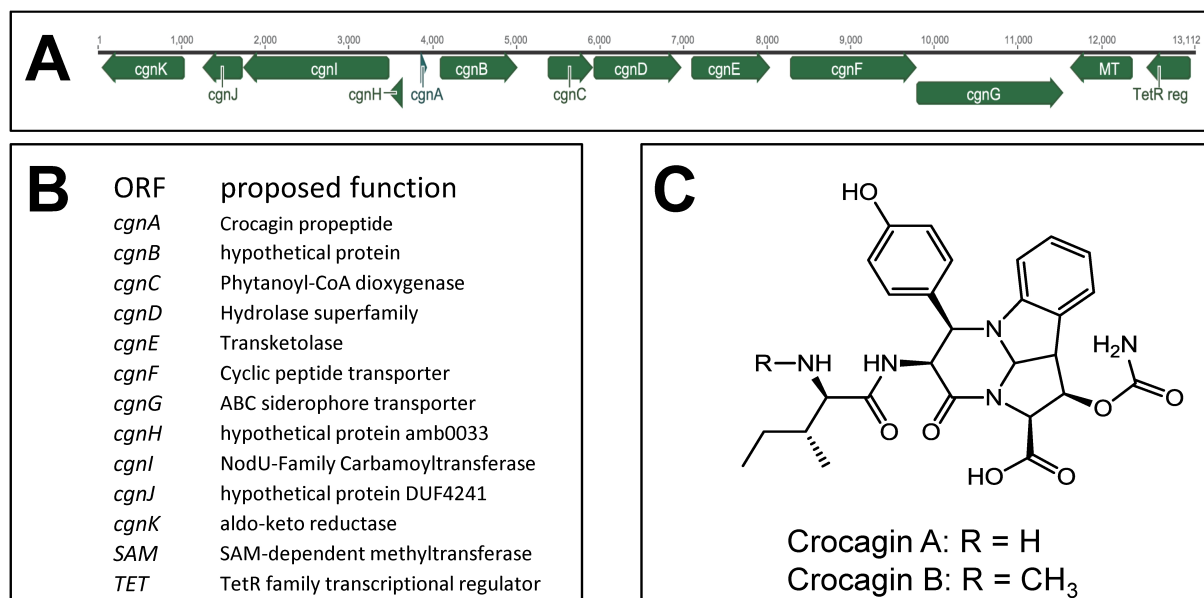 A
1 1,000 2,000 3,000 4,000 5,000 6,000 7,000 8,000 9,000 10,000 11,000 12,000 13,112
cgnK cgnI cgnB cgnD cgnE cgnF MT
cgnJ cgnH cgnA cgnC cgnG TetR reg
B
ORF proposed function
cgnA Crocagin propeptide
cgnB hypothetical protein
cgnC Phytanoyl-CoA dioxygenase
cgnD Hydrolase superfamily
cgnE Transketolase
cgnF Cyclic peptide transporter
cgnG ABC siderophore transporter
cgnH hypothetical protein amb0033
cgnI NodU-Family Carbamoyltransferase
cgnJ hypothetical protein DUF4241
cgnK aldo-keto reductase
SAM SAM-dependent methyltransferase
TET TetR family transcriptional regulator
C
HO
N
H₂N
R NH HN
N O O
O O
HO O
Crocagin A: R = H
Crocagin B: R = CH₃